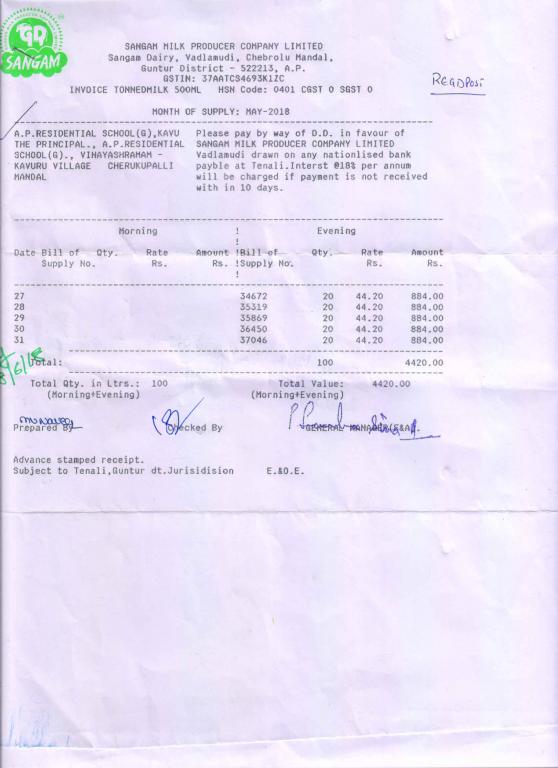 GD
SANGAM
SANGAM MILK PRODUCER COMPANY LIMITED
Sangam Dairy, Vadlamudi, Chebrolu Mandal,
Guntur District - 522213, A.P.
GSTIN: 37AATCS4693K1ZC
INVOICE TONNEDMILK 500ML HSN Code: 0401 CGST 0 SGST 0
REGDPOST
MONTH OF SUPPLY: MAY-2018
A.P.RESIDENTIAL SCHOOL(G),KAVU
THE PRINCIPAL., A.P.RESIDENTIAL
SCHOOL(G)., VINAYASHRAMAM -
KAVURU VILLAGE CHERUKUPALLI
MANDAL
Please pay by way of D.D. in favour of
SANGAM MILK PRODUCER COMPANY LIMITED
Vadlamudi drawn on any nationlised bank
payble at Tenali.Interst @18% per annum
will be charged if payment is not received
with in 10 days.
Morning ! Evening
!
Date Bill of Qty. Rate Amount !Bill of Qty. Rate Amount
Supply No. Rs. Rs. !Supply No. Rs. Rs.
!
27 34672 20 44.20 884.00
28 35319 20 44.20 884.00
29 35869 20 44.20 884.00
30 36450 20 44.20 884.00
31 37046 20 44.20 884.00
Total: 100 4420.00
Total Qty. in Ltrs.: 100 Total Value: 4420.00
(Morning+Evening) (Morning+Evening)
Prepared By Checked By GENERAL MANAGER(F&A).
Advance stamped receipt.
Subject to Tenali,Guntur dt.Jurisidision E.&O.E.